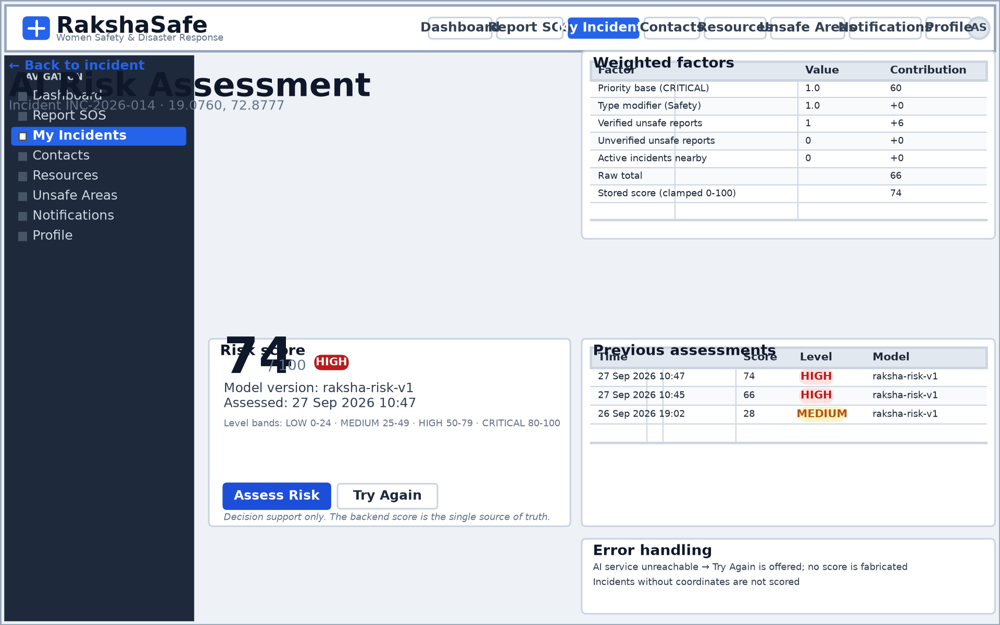 RakshaSafe
Women Safety & Disaster Response
Dashboard
Report SOS
My Incidents
Contacts
Resources
Unsafe Areas
Notifications
Profile
AS
← Back to incident
NAVIGATION
AI Risk Assessment
Dashboard
Incident INC-2026-014 · 19.0760, 72.8777
Report SOS
My Incidents
Contacts
Resources
Unsafe Areas
Notifications
Profile
Weighted factors
Factor Value Contribution
Priority base (CRITICAL) 1.0 60
Type modifier (Safety) 1.0 +0
Verified unsafe reports 1 +6
Unverified unsafe reports 0 +0
Active incidents nearby 0 +0
Raw total 66
Stored score (clamped 0-100) 74
Risk score
74 / 100 HIGH
Model version: raksha-risk-v1
Assessed: 27 Sep 2026 10:47
Level bands: LOW 0-24 · MEDIUM 25-49 · HIGH 50-79 · CRITICAL 80-100
Assess Risk
Try Again
Decision support only. The backend score is the single source of truth.
Previous assessments
Time Score Level Model
27 Sep 2026 10:47 74 HIGH raksha-risk-v1
27 Sep 2026 10:45 66 HIGH raksha-risk-v1
26 Sep 2026 19:02 28 MEDIUM raksha-risk-v1
Error handling
AI service unreachable → Try Again is offered; no score is fabricated
Incidents without coordinates are not scored